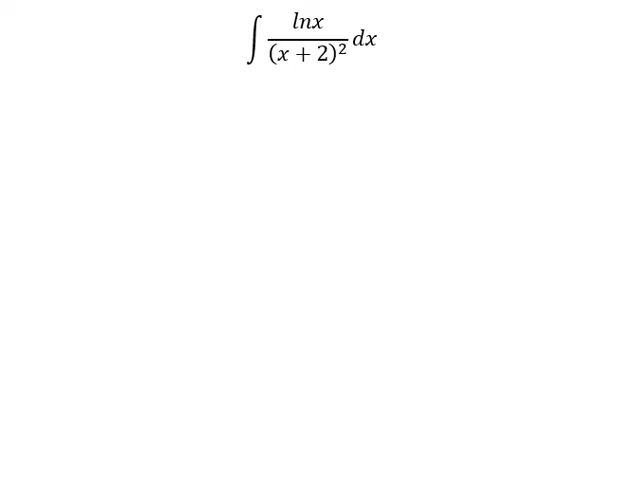 ∫ lnx / (x + 2)² dx